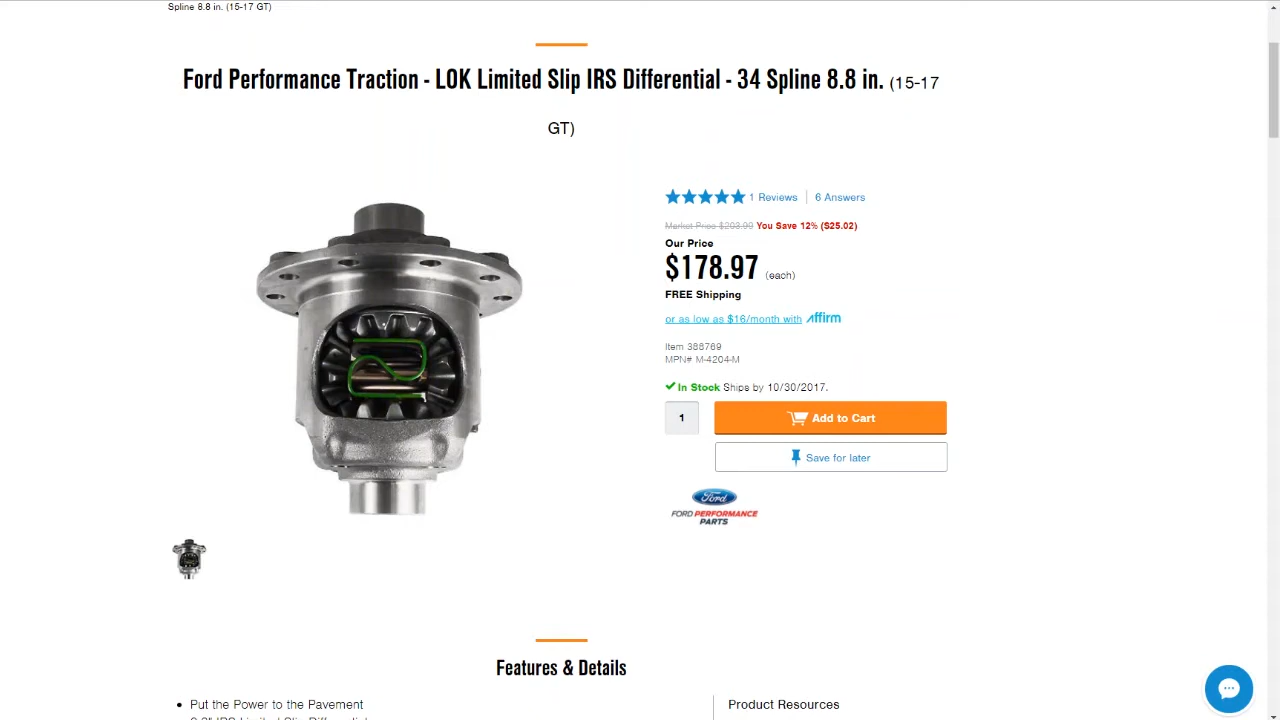 Spline 8.8 in. (15-17 GT)
Ford Performance Traction - LOK Limited Slip IRS Differential - 34 Spline 8.8 in. (15-17
GT)
1 Reviews
6 Answers
Market Price $203.99 You Save 12% ($25.02)
Our Price
$178.97 (each)
FREE Shipping
or as low as $16/month with affirm
Item 388769
MPN# M-4204-M
In Stock Ships by 10/30/2017.
1
Add to Cart
Save for later
Ford
FORD PERFORMANCE
PARTS
Features & Details
Put the Power to the Pavement
Product Resources